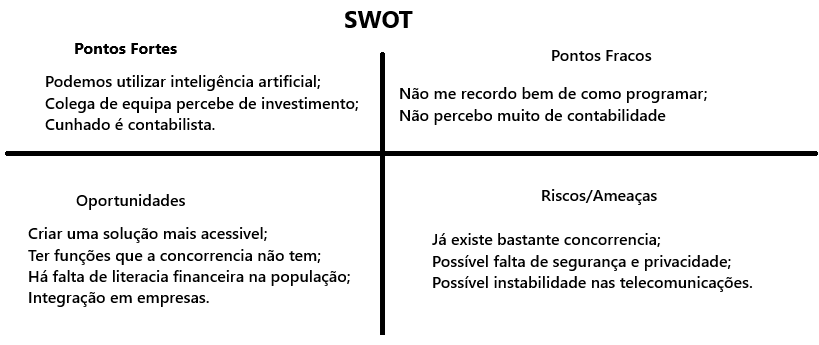 SWOT
Pontos Fortes
Podemos utilizar inteligência artificial;
Colega de equipa percebe de investimento;
Cunhado é contabilista.
Pontos Fracos
Não me recordo bem de como programar;
Não percebo muito de contabilidade
Oportunidades
Criar uma solução mais acessivel;
Ter funções que a concorrencia não tem;
Há falta de literacia financeira na população;
Integração em empresas.
Riscos/Ameaças
Já existe bastante concorrencia;
Possível falta de segurança e privacidade;
Possível instabilidade nas telecomunicações.